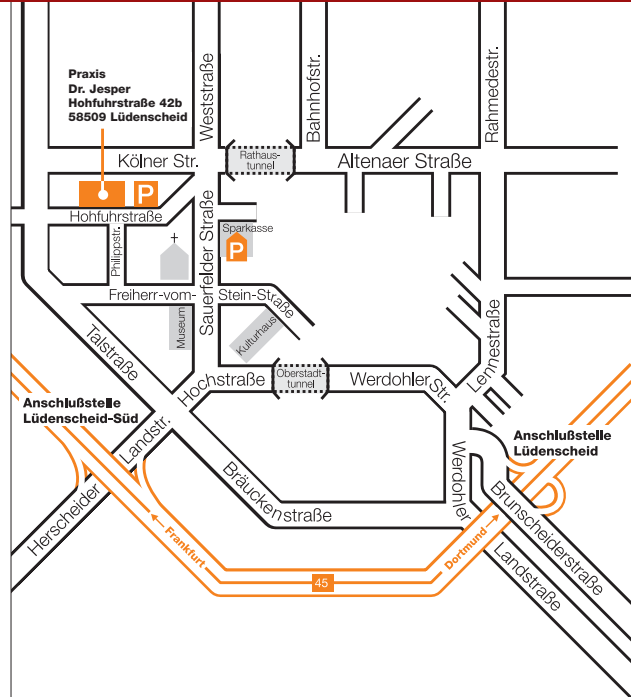 Praxis
Dr. Jesper
Hohfuhrstraße 42b
58509 Lüdenscheid
Weststraße
Bahnhofstr.
Rahmedestr.
Kölner Str.
Rathaus-
tunnel
Altenaer Straße
P
Hohfuhrstraße
Philippstr.
Sauerfelder Straße
Sparkasse
P
Freiherr-vom-
Stein-Straße
Museum
Kulturhaus
Talstraße
Hochstraße
Oberstadt-
tunnel
Werdohler Str.
Lennestraße
Anschlußstelle
Lüdenscheid-Süd
Herscheider
Landstr.
Anschlußstelle
Lüdenscheid
Bräuckenstraße
Werdohler
Landstraße
Brunscheiderstraße
Frankfurt
45
Dortmund